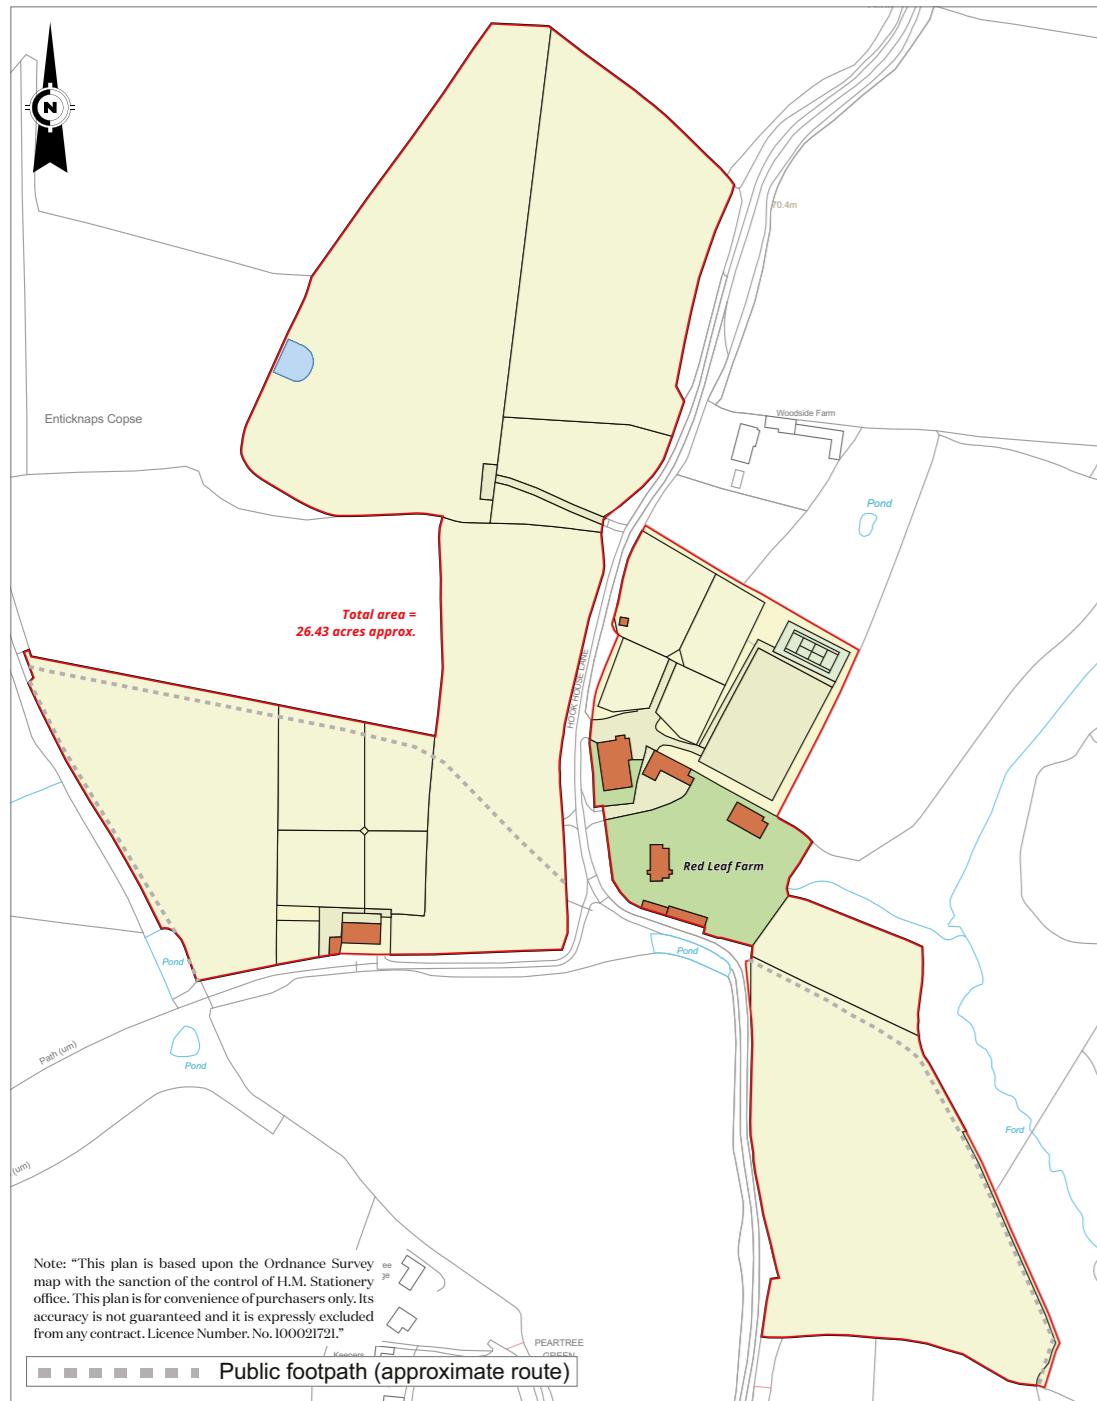 N
70.4m
Enticknaps Copse
Woodside Farm
Pond
Total area =
26.43 acres approx.
HOOK HOUSE LANE
Red Leaf Farm
Pond
Pond
Pond
Path (um)
Ford
(um)
Note: “This plan is based upon the Ordnance Survey
map with the sanction of the control of H.M. Stationery
office. This plan is for convenience of purchasers only. Its
accuracy is not guaranteed and it is expressly excluded
from any contract. Licence Number. No. 100021721.”
Keepers
PEARTREE
GREEN
Public footpath (approximate route)